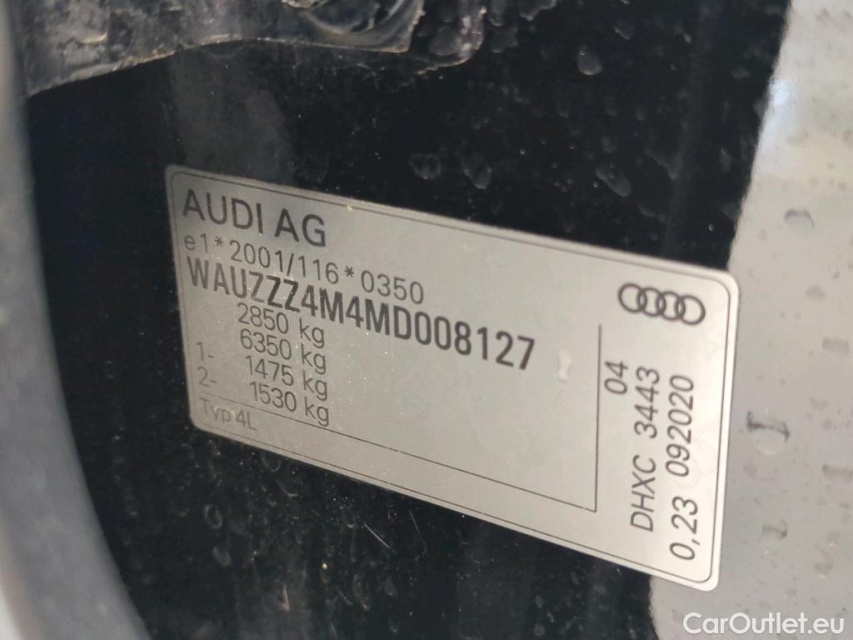 AUDI AG
e1*2001/116*0350
WAUZZZ4M4MD008127
2850 kg
6350 kg
1- 1475 kg
2- 1530 kg
Typ 4L
04
DHXC 3443
0,23 092020
CarOutlet.eu